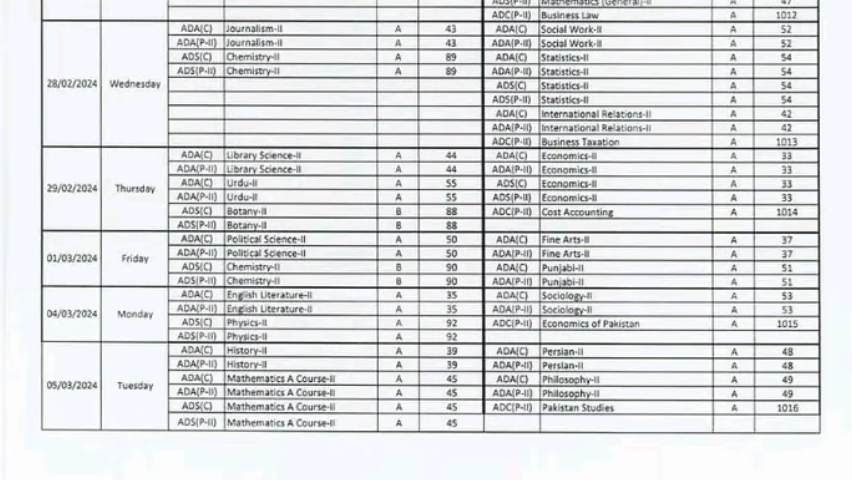 ADS(P-II) Mathematics (General)-II A 47
ADC(P-II) Business Law A 1012
ADA(C) Journalism-II A 43 ADA(C) Social Work-II A 52
ADA(P-II) Journalism-II A 43 ADA(P-II) Social Work-II A 52
ADS(C) Chemistry-II A 89 ADA(C) Statistics-II A 54
ADS(P-II) Chemistry-II A 89 ADA(P-II) Statistics-II A 54
28/02/2024 Wednesday ADS(C) Statistics-II A 54
ADS(P-II) Statistics-II A 54
ADA(C) International Relations-II A 42
ADA(P-II) International Relations-II A 42
ADC(P-II) Business Taxation A 1013
ADA(C) Library Science-II A 44 ADA(C) Economics-II A 33
ADA(P-II) Library Science-II A 44 ADA(P-II) Economics-II A 33
29/02/2024 Thursday ADA(C) Urdu-II A 55 ADS(C) Economics-II A 33
ADA(P-II) Urdu-II A 55 ADS(P-II) Economics-II A 33
ADS(C) Botany-II B 88 ADC(P-II) Cost Accounting A 1014
ADS(P-II) Botany-II B 88
ADA(C) Political Science-II A 50 ADA(C) Fine Arts-II A 37
ADA(P-II) Political Science-II A 50 ADA(P-II) Fine Arts-II A 37
01/03/2024 Friday ADS(C) Chemistry-II B 90 ADA(C) Punjabi-II A 51
ADS(P-II) Chemistry-II B 90 ADA(P-II) Punjabi-II A 51
ADA(C) English Literature-II A 35 ADA(C) Sociology-II A 53
ADA(P-II) English Literature-II A 35 ADA(P-II) Sociology-II A 53
04/03/2024 Monday ADS(C) Physics-II A 92 ADC(P-II) Economics of Pakistan A 1015
ADS(P-II) Physics-II A 92
ADA(C) History-II A 39 ADA(C) Persian-II A 48
ADA(P-II) History-II A 39 ADA(P-II) Persian-II A 48
05/03/2024 Tuesday ADA(C) Mathematics A Course-II A 45 ADA(C) Philosophy-II A 49
ADA(P-II) Mathematics A Course-II A 45 ADA(P-II) Philosophy-II A 49
ADS(C) Mathematics A Course-II A 45 ADC(P-II) Pakistan Studies A 1016
ADS(P-II) Mathematics A Course-II A 45